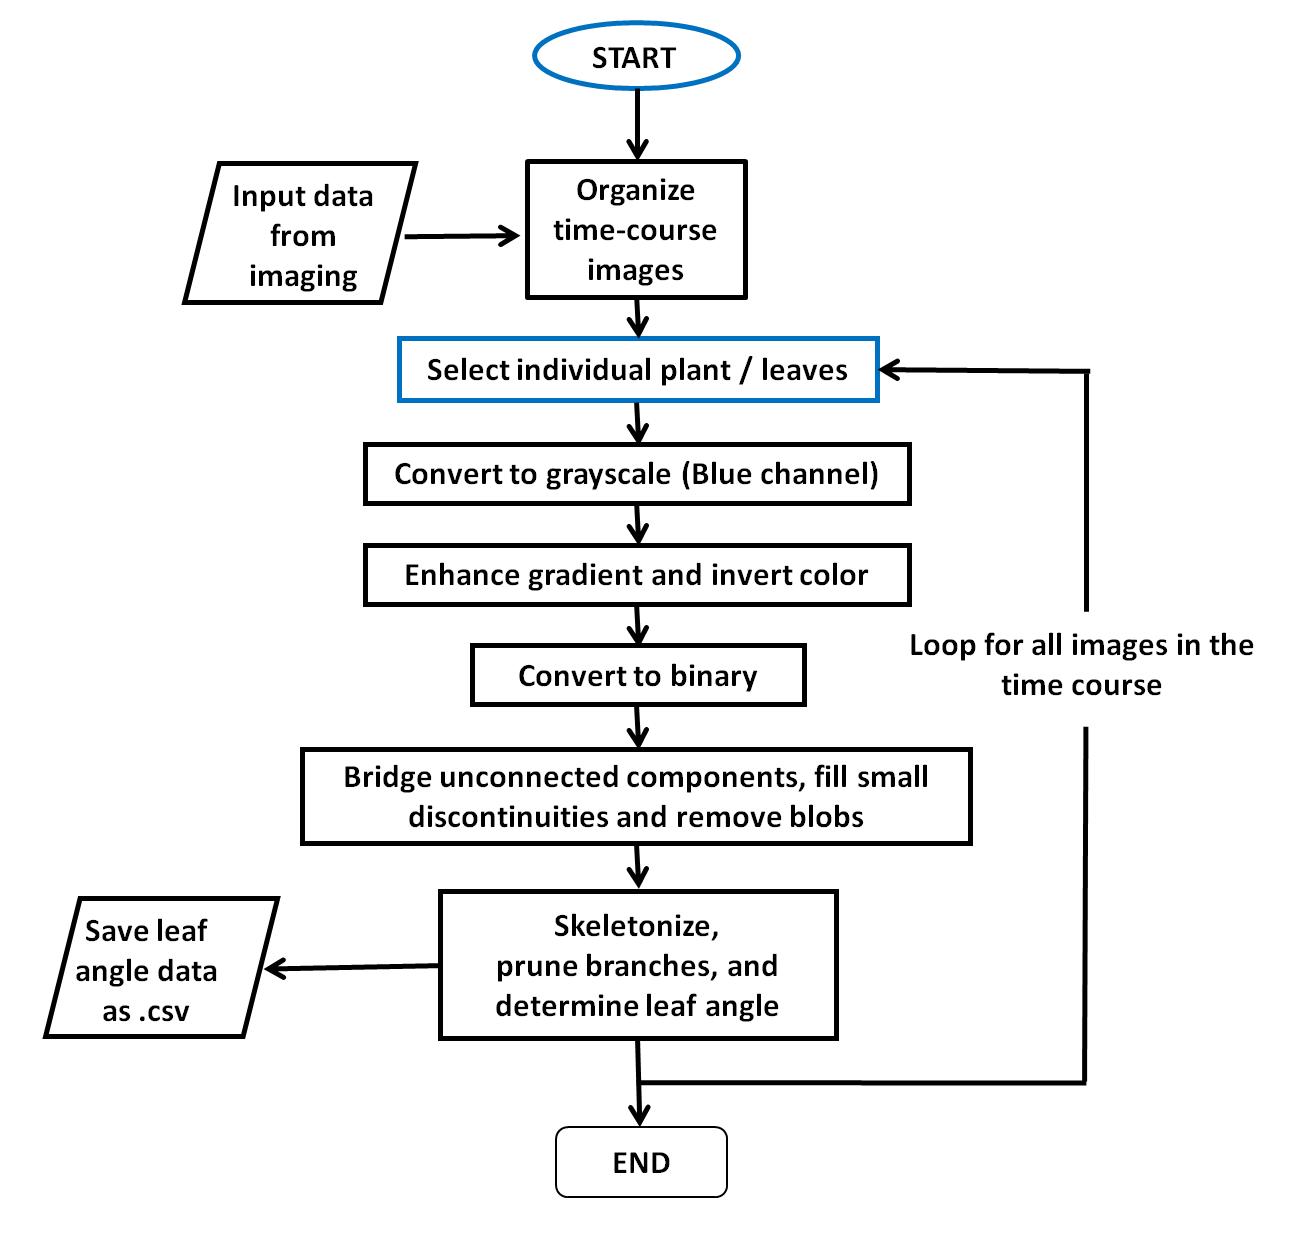 START
Input data
from
imaging
Organize
time-course
images
Select individual plant / leaves
Convert to grayscale (Blue channel)
Enhance gradient and invert color
Convert to binary
Loop for all images in the
time course
Bridge unconnected components, fill small
discontinuities and remove blobs
Skeletonize,
prune branches, and
determine leaf angle
Save leaf
angle data
as .csv
END